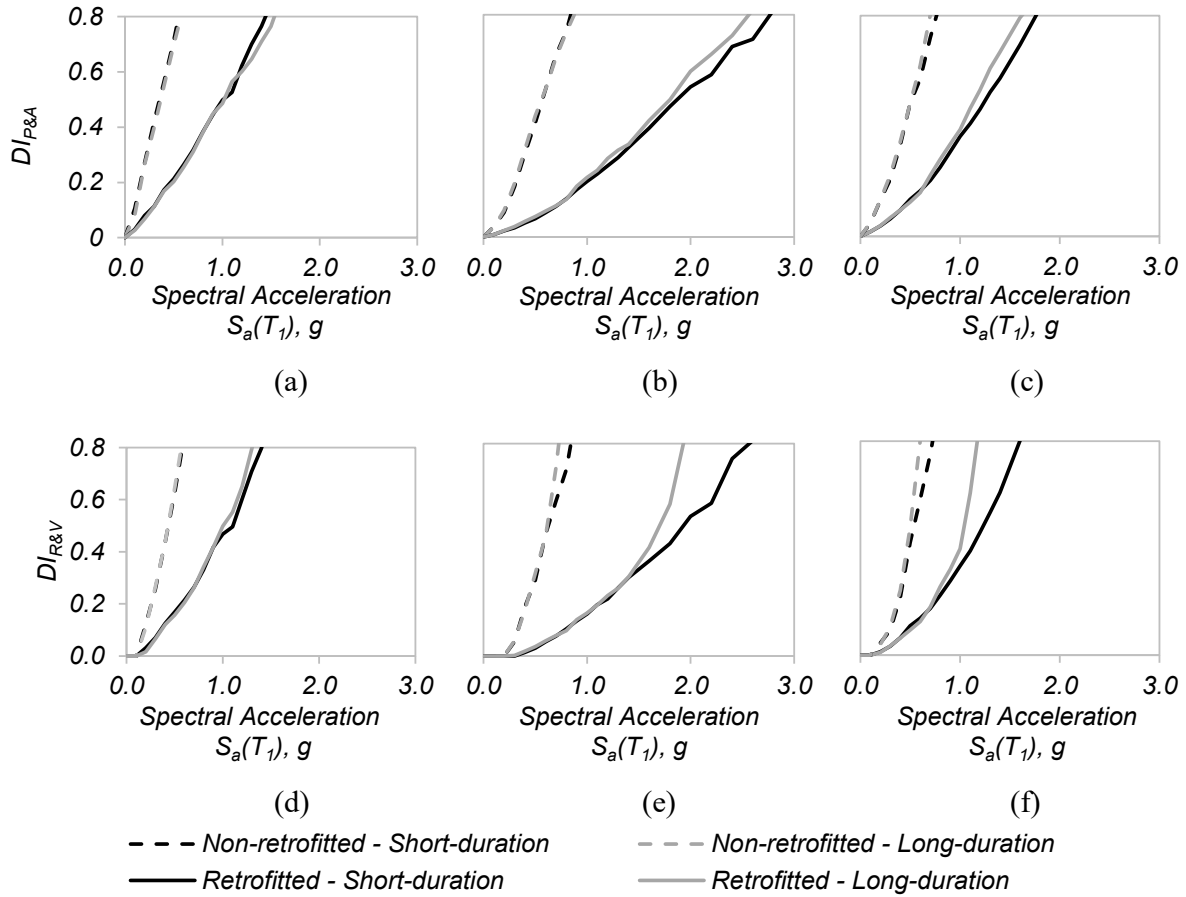 0.8
0.6
0.4
0.2
0
DI_{P&A}
0.0 1.0 2.0 3.0
0.0 1.0 2.0 3.0
0.0 1.0 2.0 3.0
Spectral Acceleration
S_a(T_1), g
Spectral Acceleration
S_a(T_1), g
Spectral Acceleration
S_a(T_1), g
(a)
(b)
(c)
0.8
0.6
0.4
0.2
0.0
DI_{R&V}
0.0 1.0 2.0 3.0
0.0 1.0 2.0 3.0
0.0 1.0 2.0 3.0
Spectral Acceleration
S_a(T_1), g
Spectral Acceleration
S_a(T_1), g
Spectral Acceleration
S_a(T_1), g
(d)
(e)
(f)
Non-retrofitted - Short-duration
Non-retrofitted - Long-duration
Retrofitted - Short-duration
Retrofitted - Long-duration